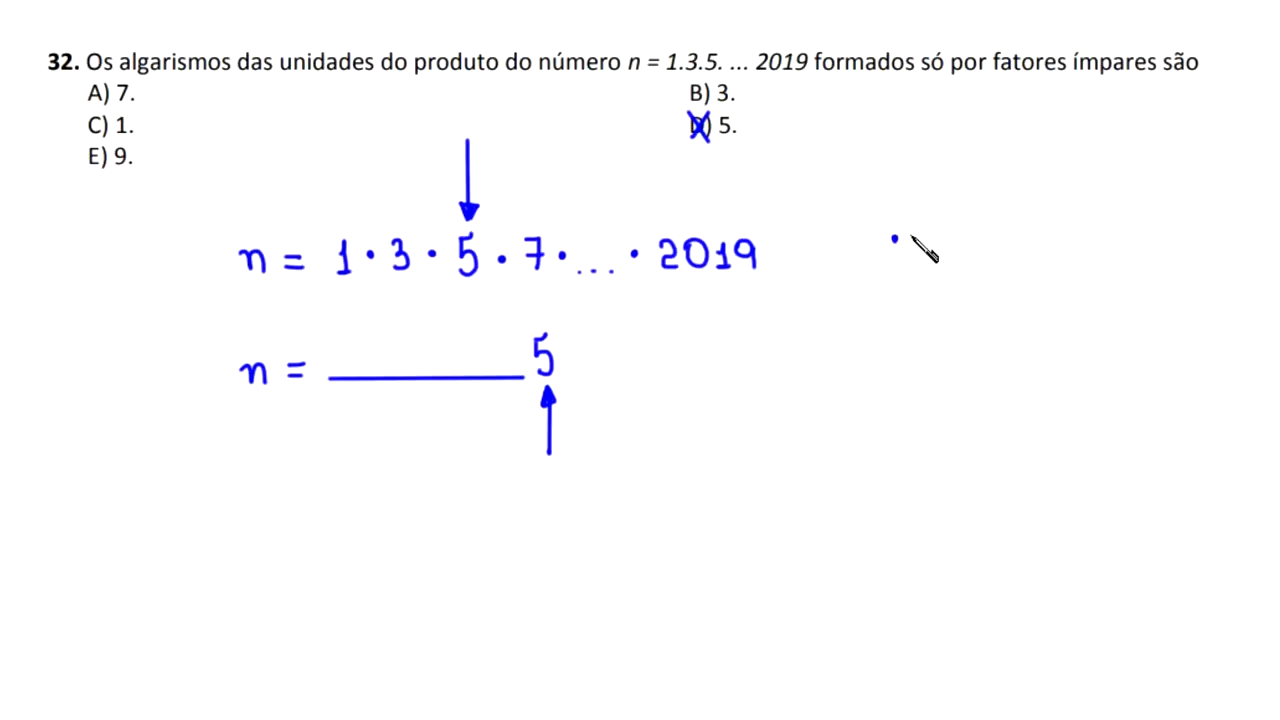 32. Os algarismos das unidades do produto do número n = 1.3.5. ... 2019 formados só por fatores ímpares são
A) 7. B) 3.
C) 1. D) 5.
E) 9.
n = 1 · 3 · 5 · 7 · ... · 2019
n = ________ 5